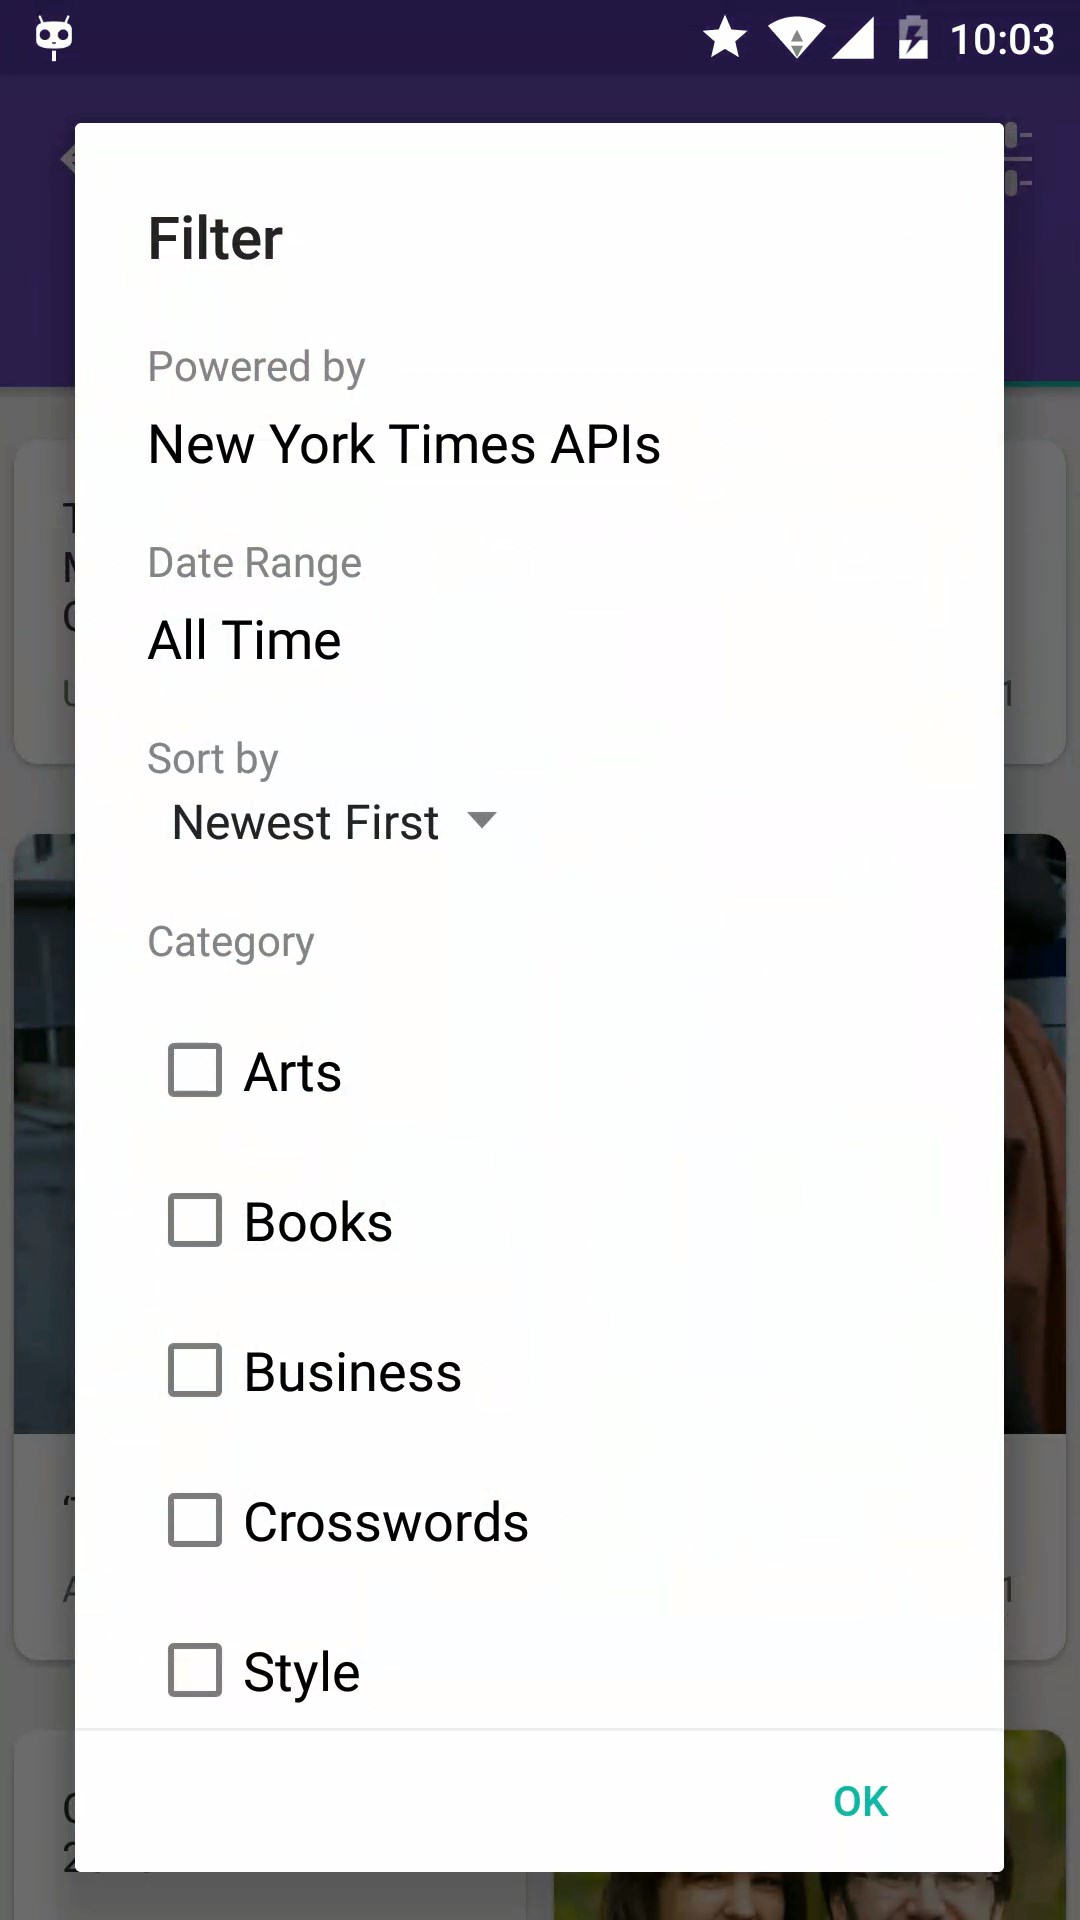 10:03
Filter
Powered by
New York Times APIs
Date Range
All Time
Sort by
Newest First
Category
Arts
Books
Business
Crosswords
Style
OK